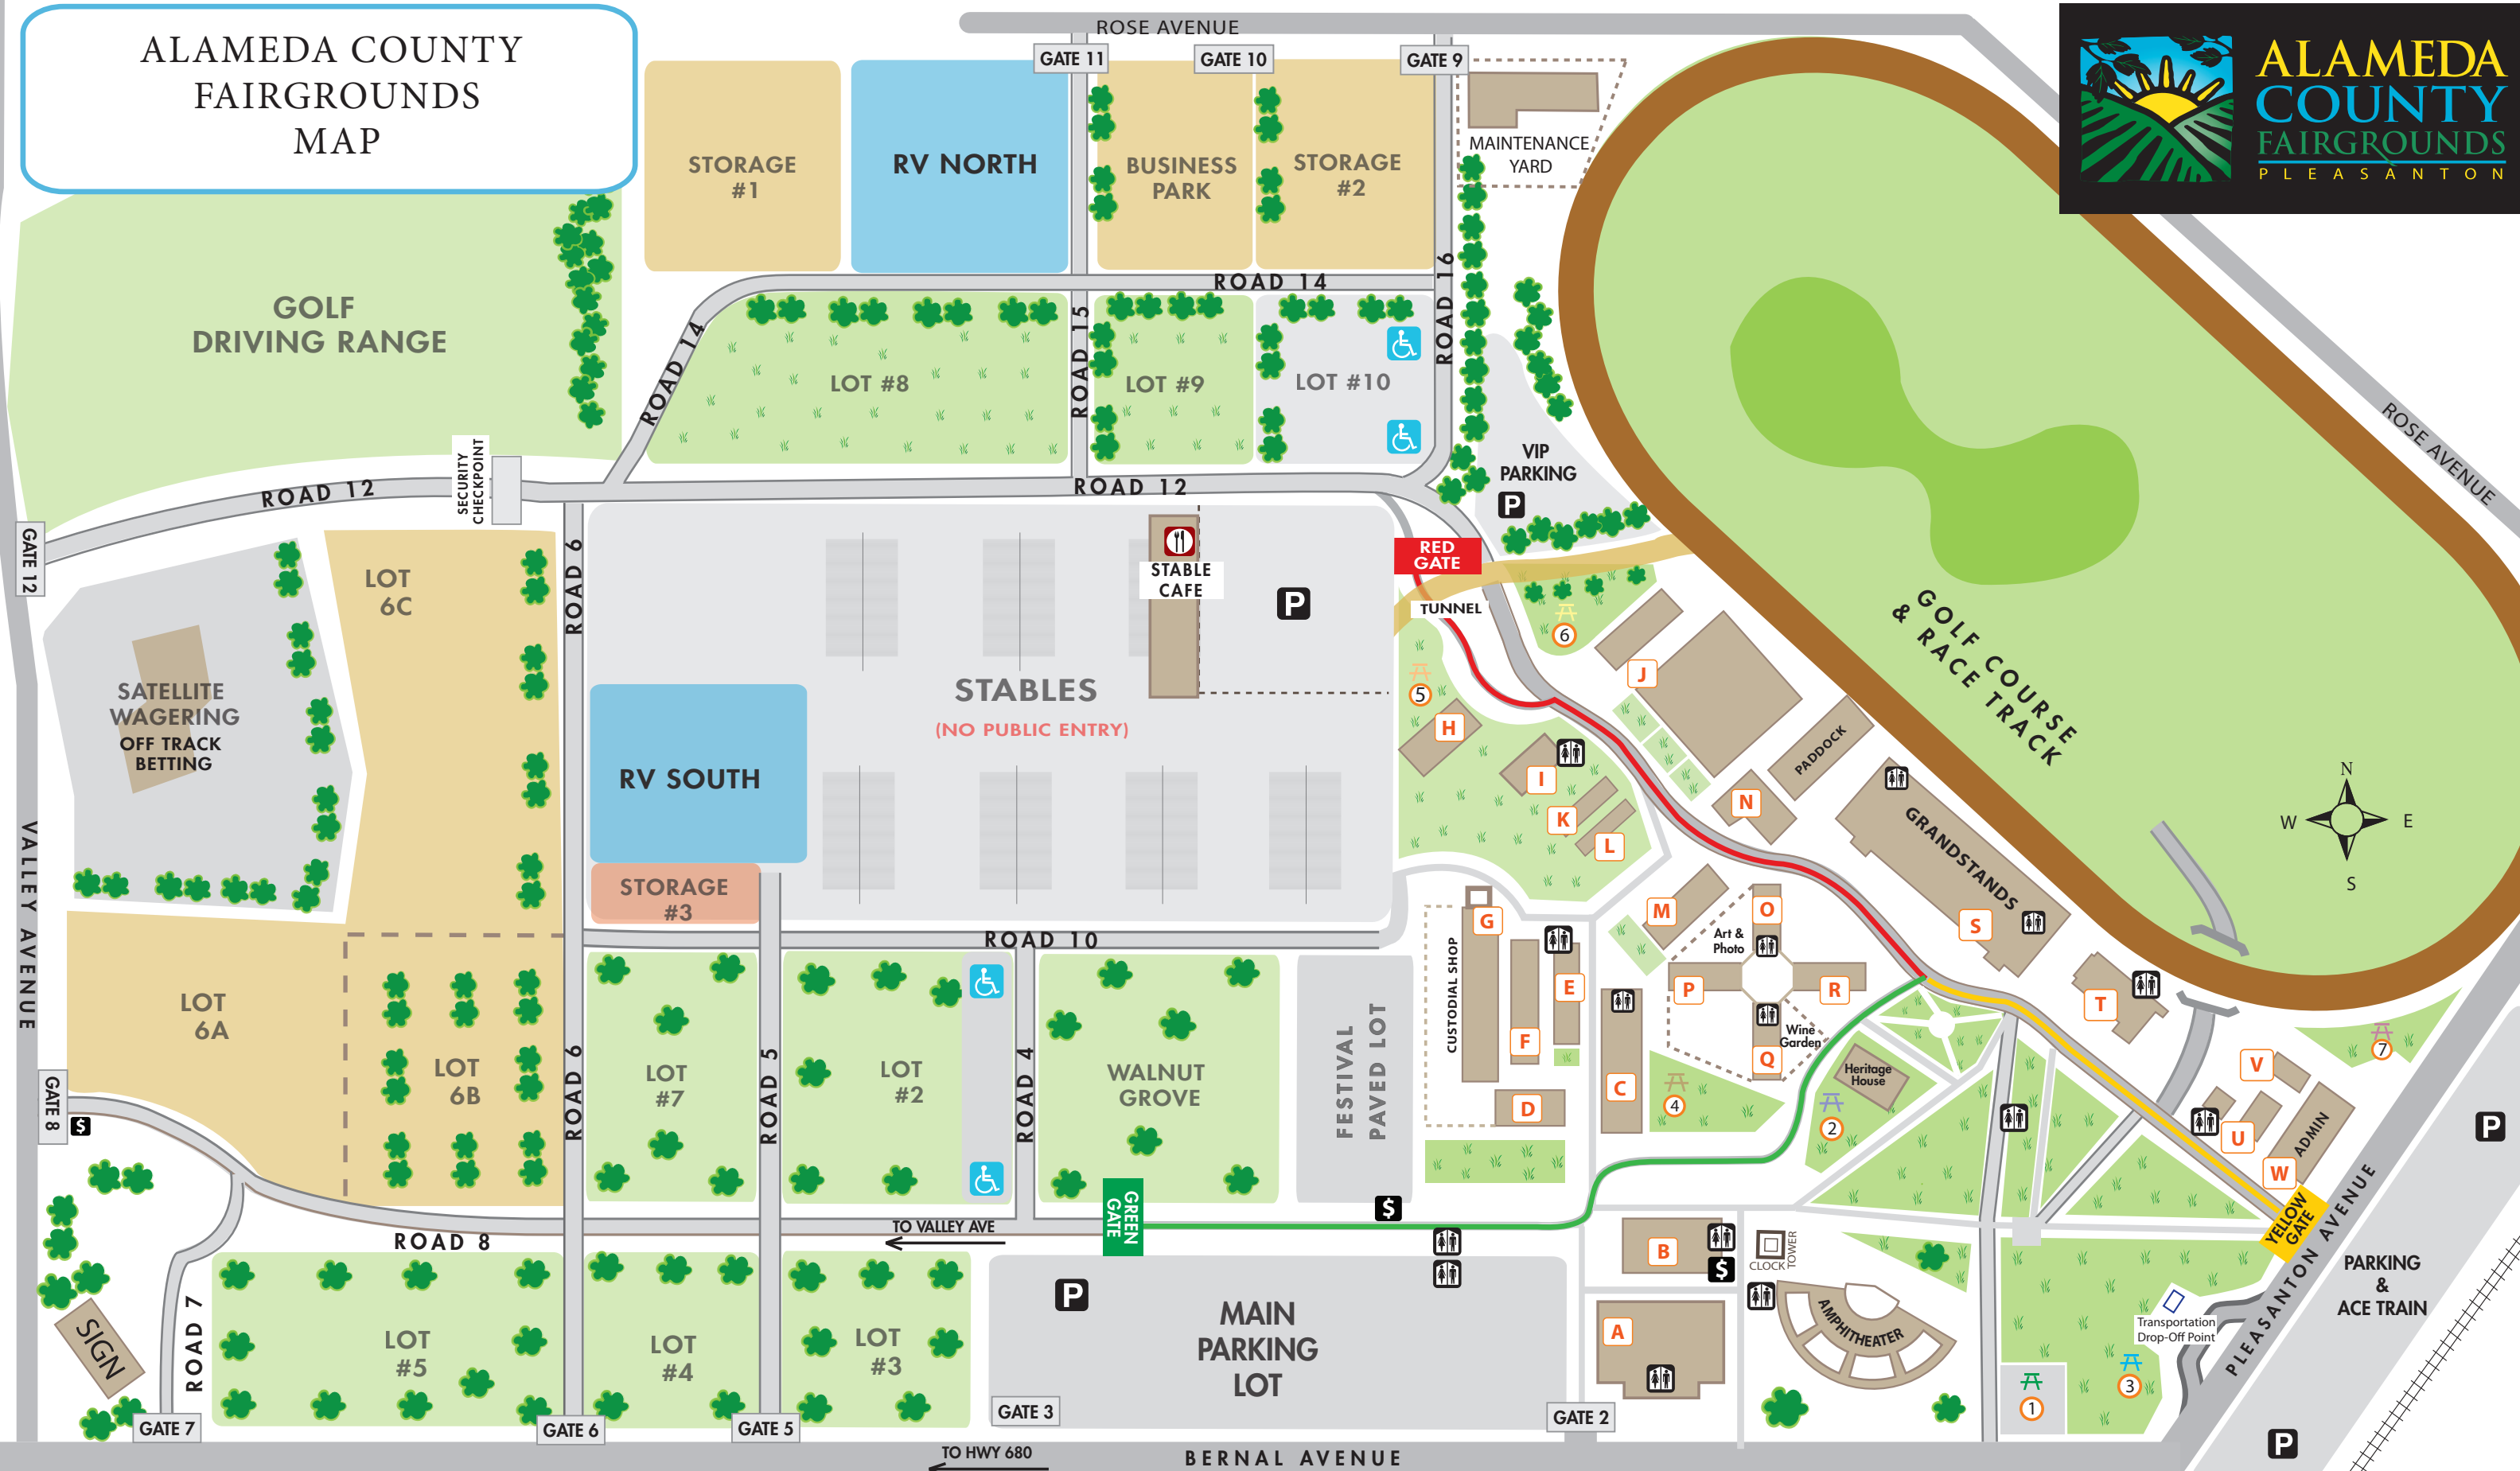 ALAMEDA COUNTY
FAIRGROUNDS
MAP
ROSE AVENUE
GATE 11
GATE 10
GATE 9
ALAMEDA
COUNTY
FAIRGROUNDS
PLEASANTON
STORAGE
#1
RV NORTH
BUSINESS
PARK
STORAGE
#2
MAINTENANCE
YARD
GOLF
DRIVING RANGE
ROAD 14
ROAD 14
ROAD 15
ROAD 16
LOT #8
LOT #9
LOT #10
ROSE AVENUE
VIP
PARKING
P
SECURITY
CHECKPOINT
ROAD 12
ROAD 12
GATE 12
LOT
6C
ROAD 6
STABLE
CAFE
P
RED
GATE
TUNNEL
6
5
J
H
I
K
L
N
PADDOCK
GOLF COURSE
& RACE TRACK
SATELLITE
WAGERING
OFF TRACK
BETTING
STABLES
(NO PUBLIC ENTRY)
RV SOUTH
STORAGE
#3
VALLEY AVENUE
N
W
E
S
GRANDSTANDS
S
M
O
Art &
Photo
P
R
Q
Wine
Garden
G
CUSTODIAL SHOP
E
F
D
C
4
T
7
V
U
W
ADMIN
Heritage
House
2
ROAD 10
LOT
6A
LOT
6B
ROAD 6
LOT
#7
ROAD 5
LOT
#2
ROAD 4
WALNUT
GROVE
FESTIVAL
PAVED LOT
GATE 8
$
GREEN
GATE
$
TO VALLEY AVE
ROAD 8
YELLOW
GATE
P
PLEASANTON AVENUE
PARKING
&
ACE TRAIN
B
$
CLOCK
TOWER
A
AMPHITHEATER
Transportation
Drop-Off Point
3
1
SIGN
ROAD 7
LOT
#5
LOT
#4
LOT
#3
P
MAIN
PARKING
LOT
GATE 7
GATE 6
GATE 5
GATE 3
GATE 2
P
TO HWY 680
BERNAL AVENUE